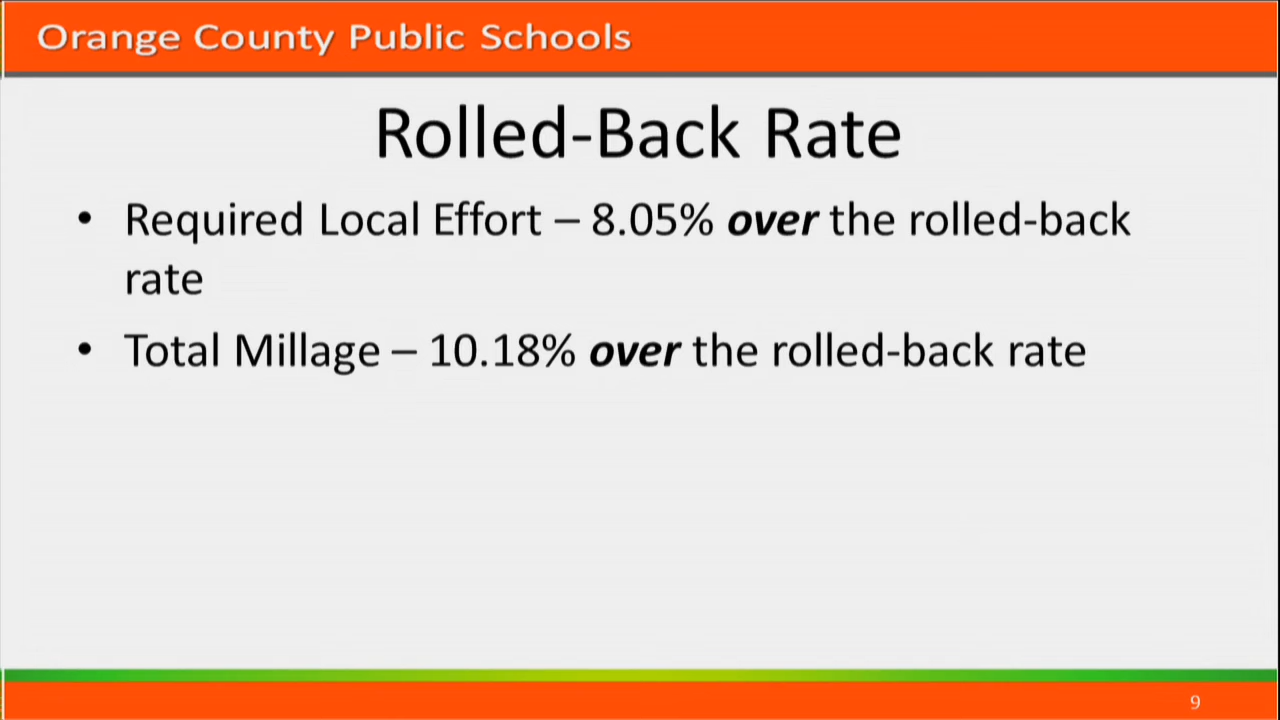 Orange County Public Schools
Rolled-Back Rate
• Required Local Effort – 8.05% over the rolled-back
rate
• Total Millage – 10.18% over the rolled-back rate
9